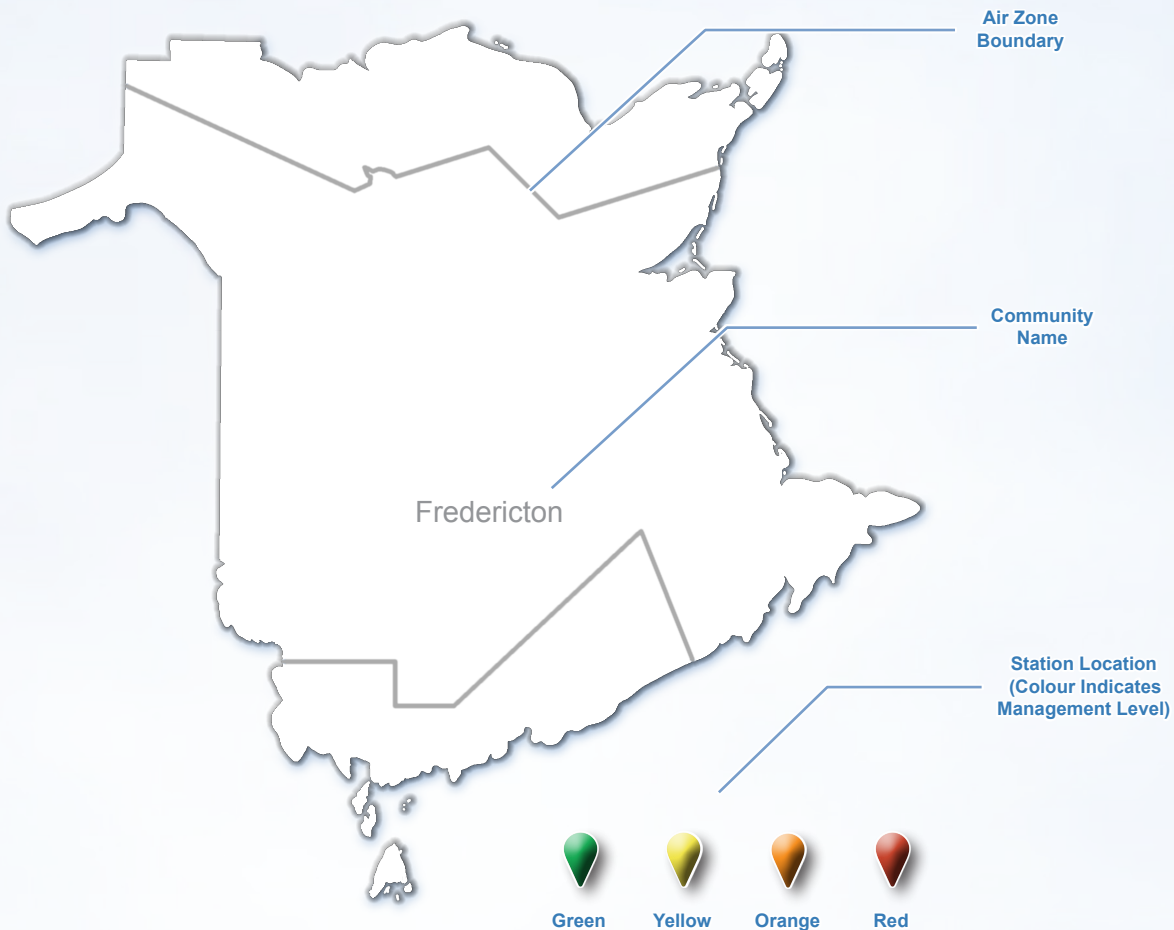 Air Zone
Boundary
Community
Name
Fredericton
Station Location
(Colour Indicates
Management Level)
Green
Yellow
Orange
Red